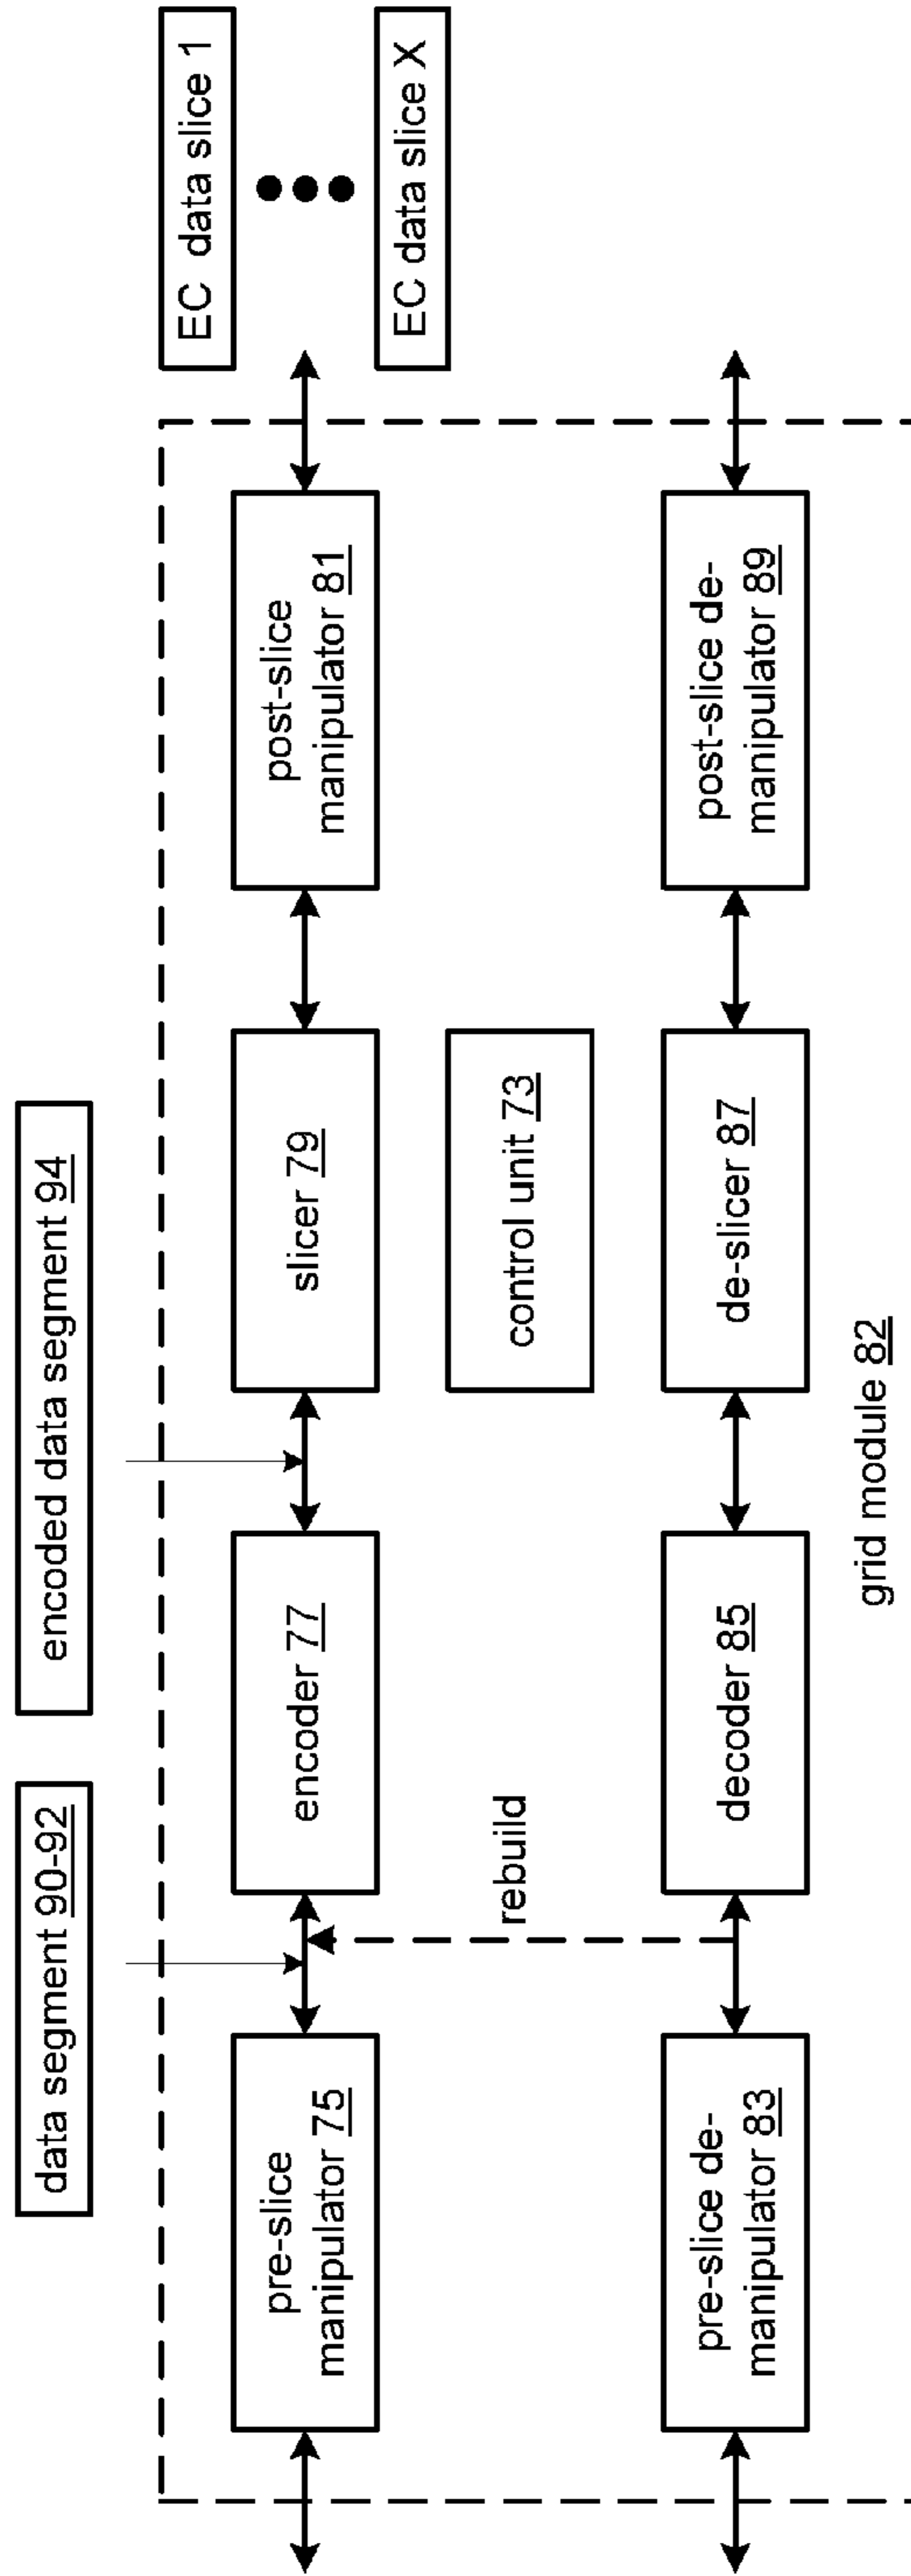 data segment 90-92
encoded data segment 94
EC data slice 1
EC data slice X
pre-slice
manipulator 75
encoder 77
slicer 79
post-slice
manipulator 81
rebuild
control unit 73
pre-slice de-
manipulator 83
decoder 85
de-slicer 87
post-slice de-
manipulator 89
grid module 82